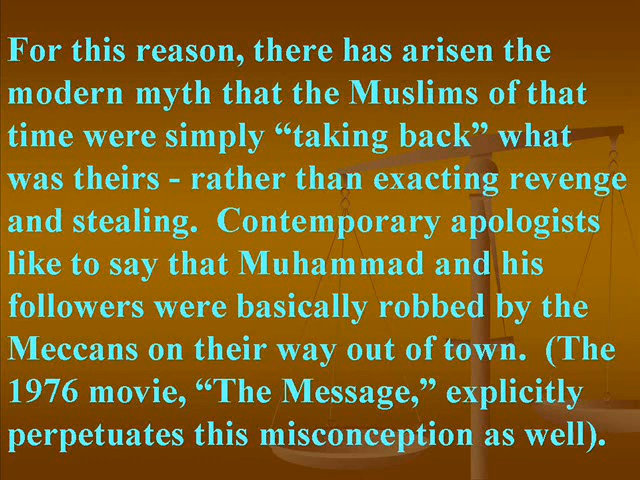 For this reason, there has arisen the
modern myth that the Muslims of that
time were simply “taking back” what
was theirs - rather than exacting revenge
and stealing.  Contemporary apologists
like to say that Muhammad and his
followers were basically robbed by the
Meccans on their way out of town.  (The
1976 movie, “The Message,” explicitly
perpetuates this misconception as well).